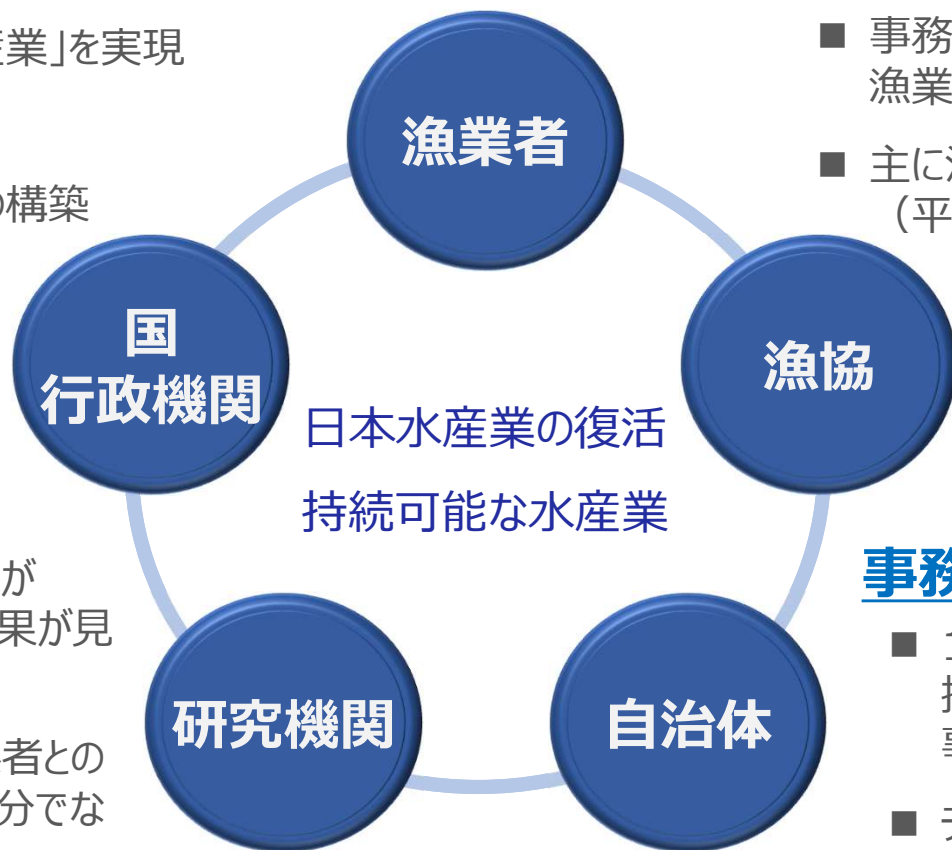 産業」を実現
■ 事務
漁業
漁業者
■ 主に
の構築
（平
国
行政機関
漁協
日本水産業の復活
持続可能な水産業
が
果が見
事務
研究機関
自治体
者との
分でな
■
■